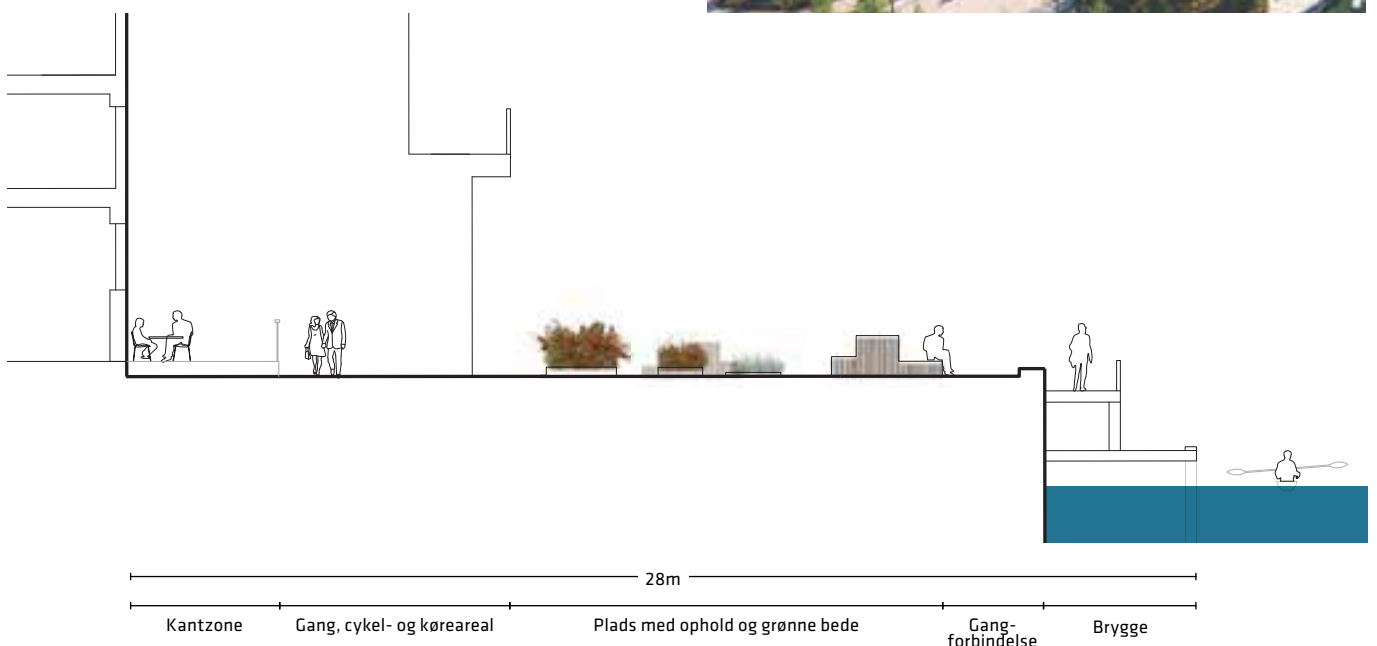 28m
Kantzone
Gang, cykel- og køreareal
Plads med ophold og grønne bede
Gang-
forbindelse
Brygge